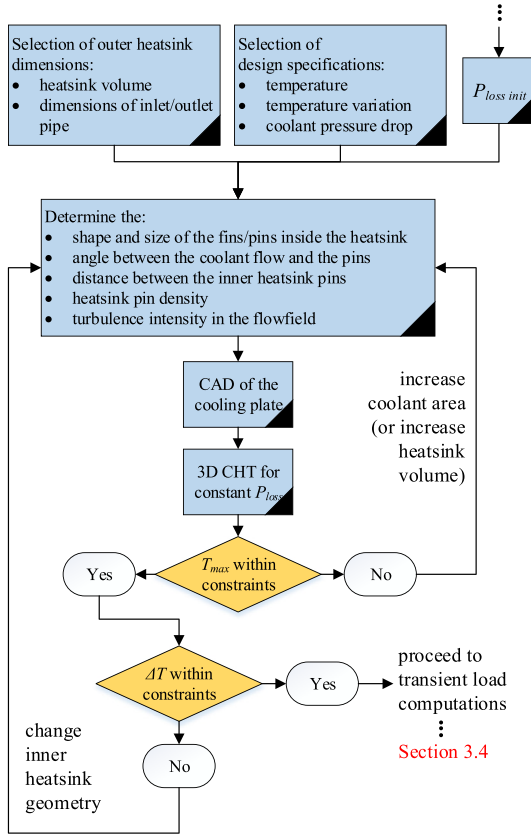 Selection of outer heatsink
dimensions:
• heatsink volume
• dimensions of inlet/outlet
pipe
Selection of
design specifications:
• temperature
• temperature variation
• coolant pressure drop
P_loss init
Determine the:
• shape and size of the fins/pins inside the heatsink
• angle between the coolant flow and the pins
• distance between the inner heatsink pins
• heatsink pin density
• turbulence intensity in the flowfield
CAD of the
cooling plate
increase
coolant area
(or increase
heatsink
volume)
3D CHT for
constant P_loss
T_max within
constraints
Yes
No
ΔT within
constraints
Yes
proceed to
transient load
computations
Section 3.4
change
inner
heatsink
geometry
No